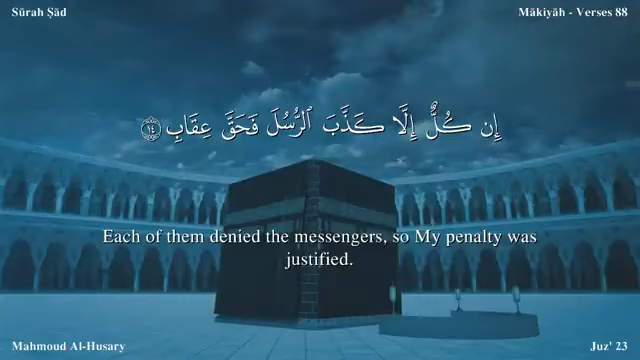 Sūrah Ṣād
Mākiyāh - Verses 88
إِن كُلٌّ إِلَّا كَذَّبَ ٱلرُّسُلَ فَحَقَّ عِقَابِ ١٤
Each of them denied the messengers, so My penalty was
justified.
Mahmoud Al-Husary
Juz' 23